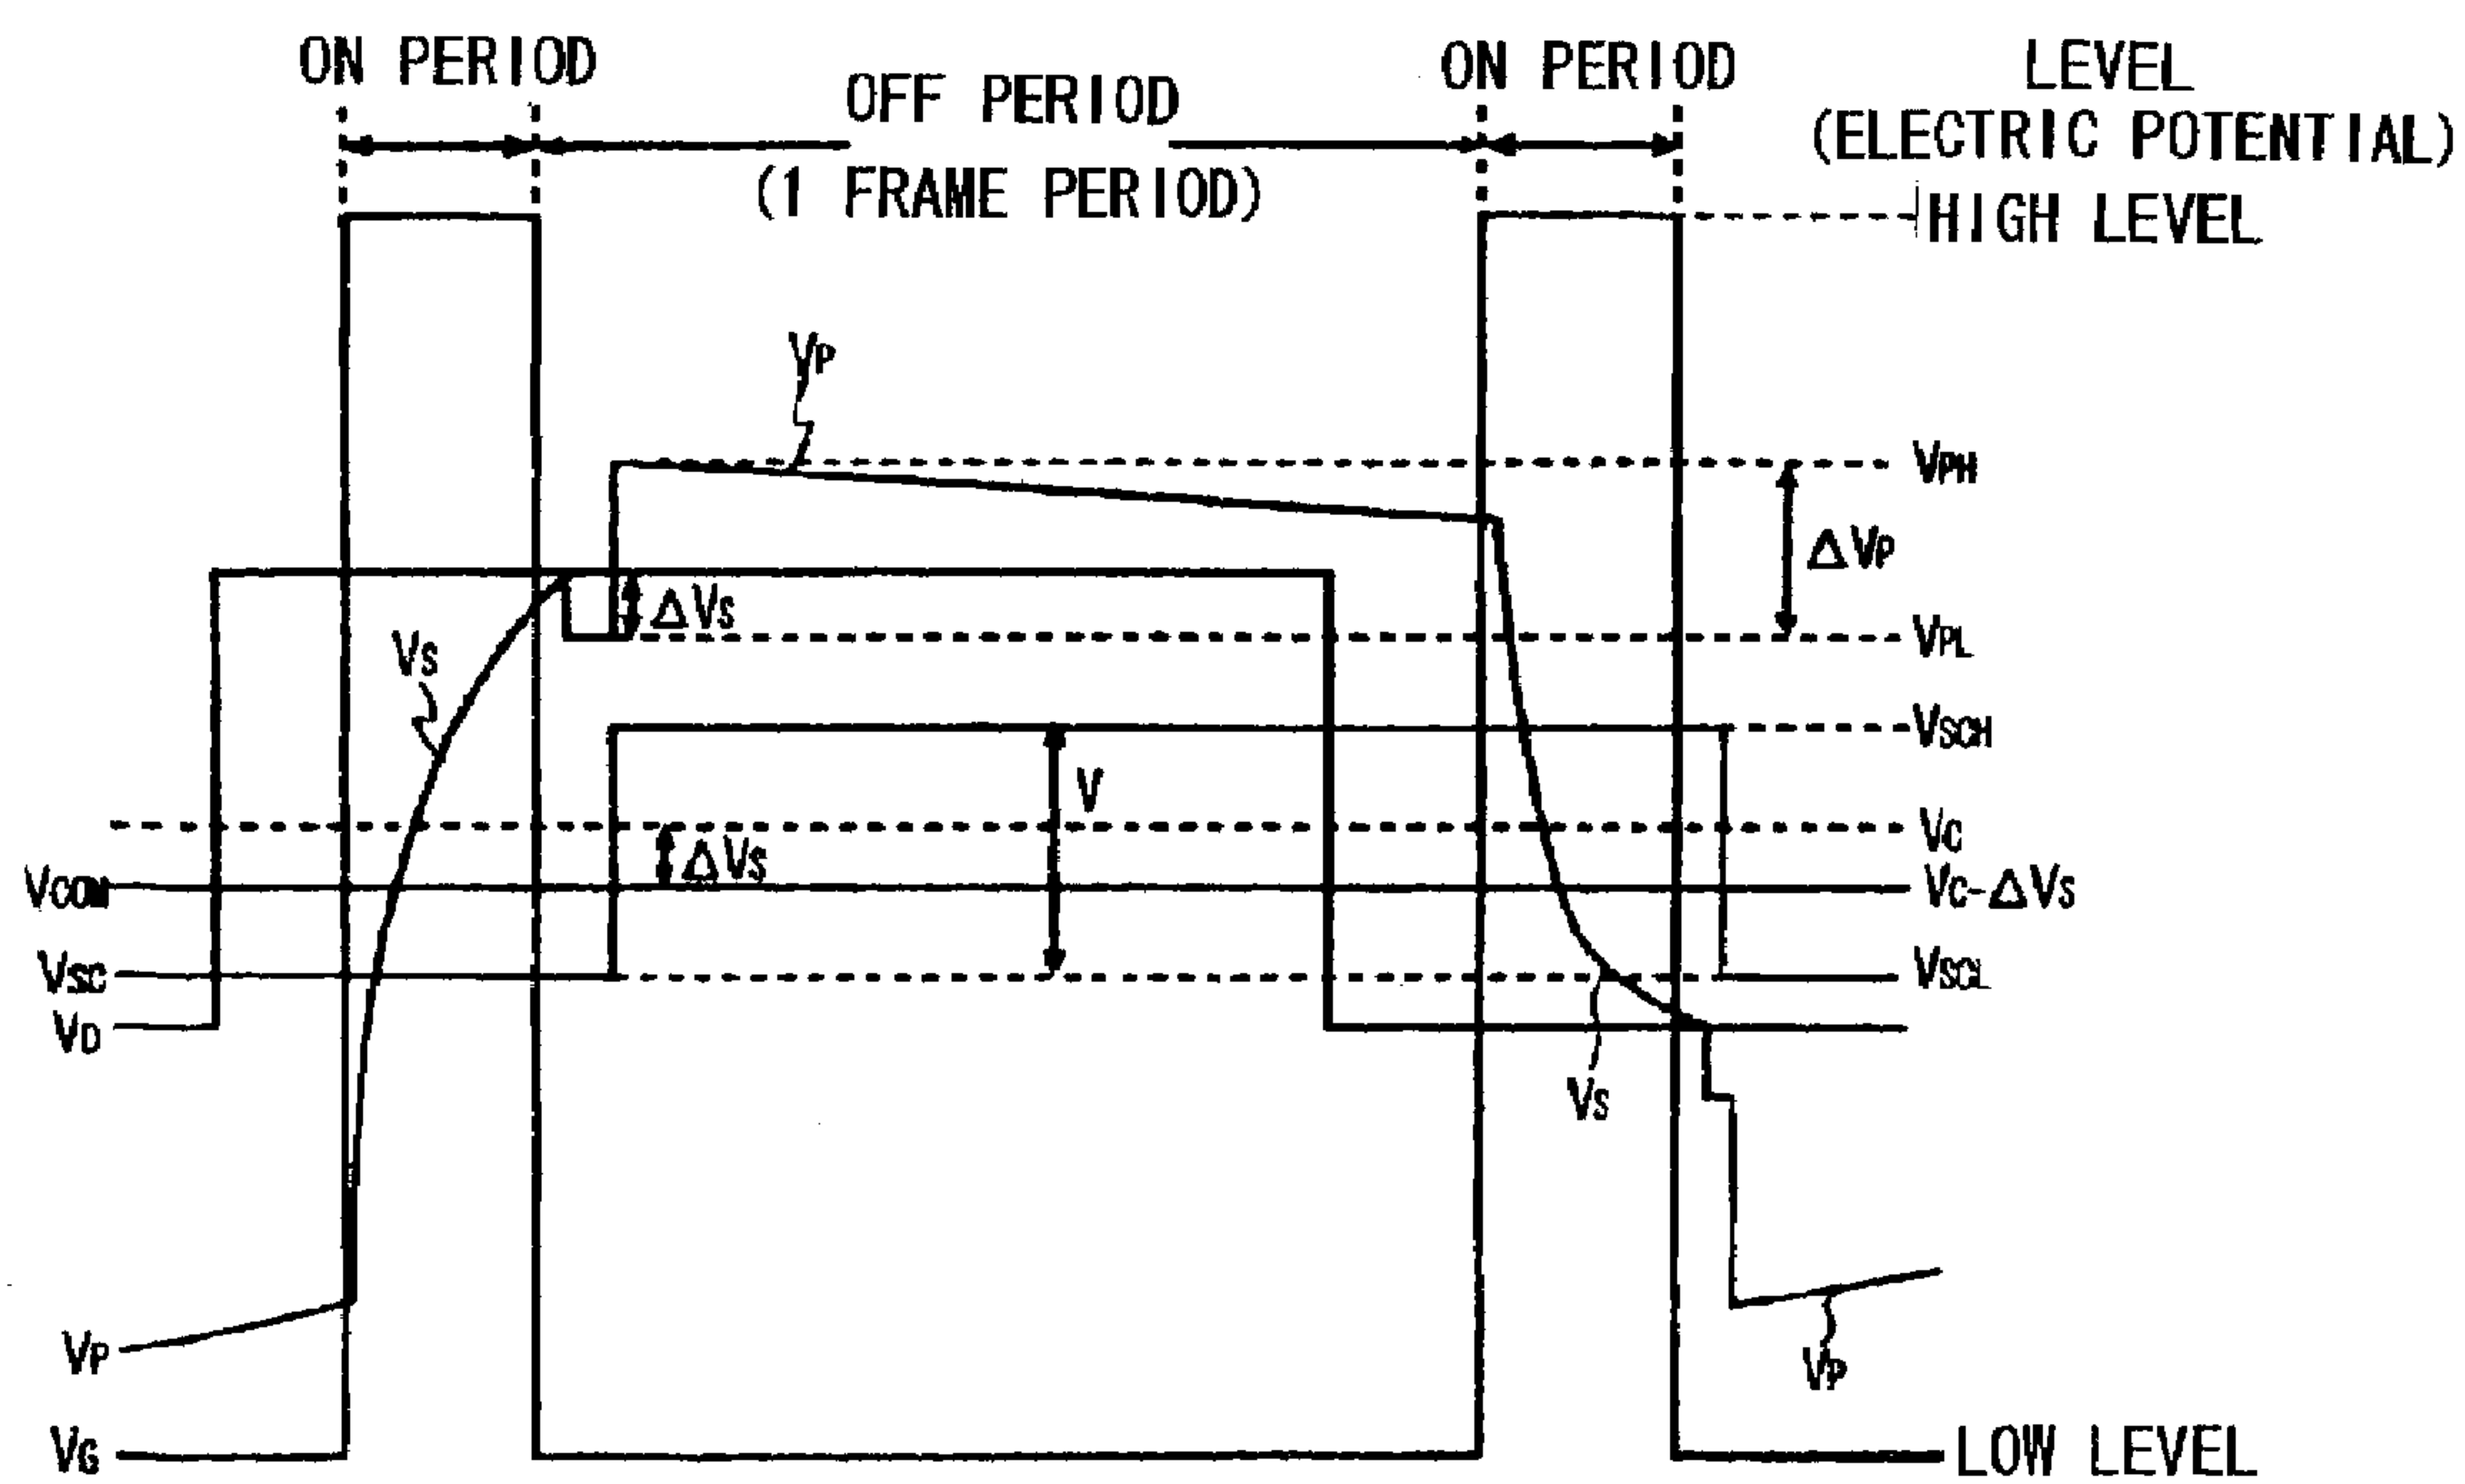 ON PERIOD
OFF PERIOD
(1 FRAME PERIOD)
ON PERIOD
LEVEL
(ELECTRIC POTENTIAL)
HIGH LEVEL
VP
VPH
ΔVP
ΔVS
VPL
VS
VSCH
V
VC
ΔVS
VCOM
VC-ΔVS
VSC
VSCL
VD
VS
VP
VP
VG
LOW LEVEL